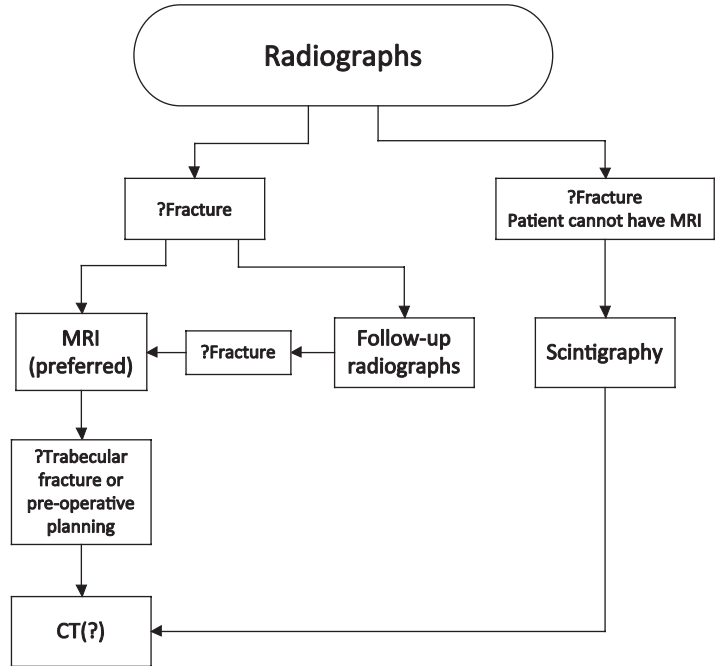 Radiographs
?Fracture
?Fracture
Patient cannot have MRI
MRI
(preferred)
?Fracture
Follow-up
radiographs
Scintigraphy
?Trabecular
fracture or
pre-operative
planning
CT(?)